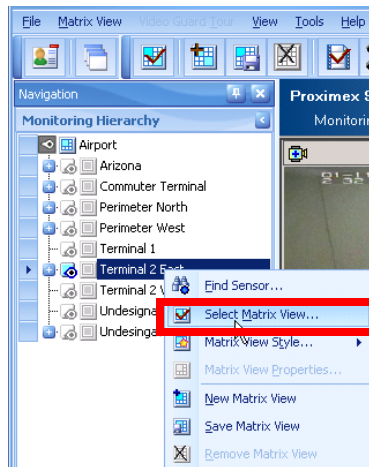 File Matrix View Video Guard Tour View Tools Help
Navigation
Proximex S
Monitoring Hierarchy
Monitorin
Airport
Arizona
Commuter Terminal
Perimeter North
Perimeter West
Terminal 1
Terminal 2 East
Terminal 2 
Undesigna
Undesinga
Find Sensor...
Select Matrix View...
Matrix View Style...
Matrix View Properties...
New Matrix View
Save Matrix View
Remove Matrix View